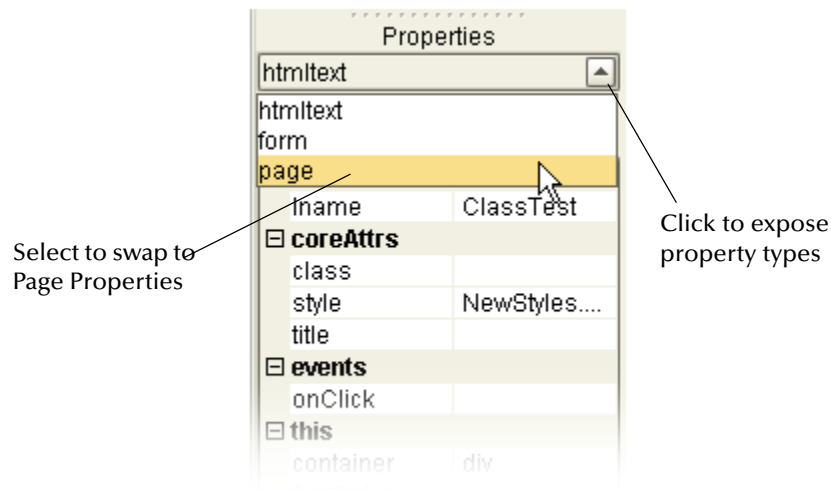 Properties
htmltext
htmltext
form
page
name ClassTest
coreAttrs
class
style NewStyles....
title
events
onClick
this
container div
Click to expose
property types
Select to swap to
Page Properties